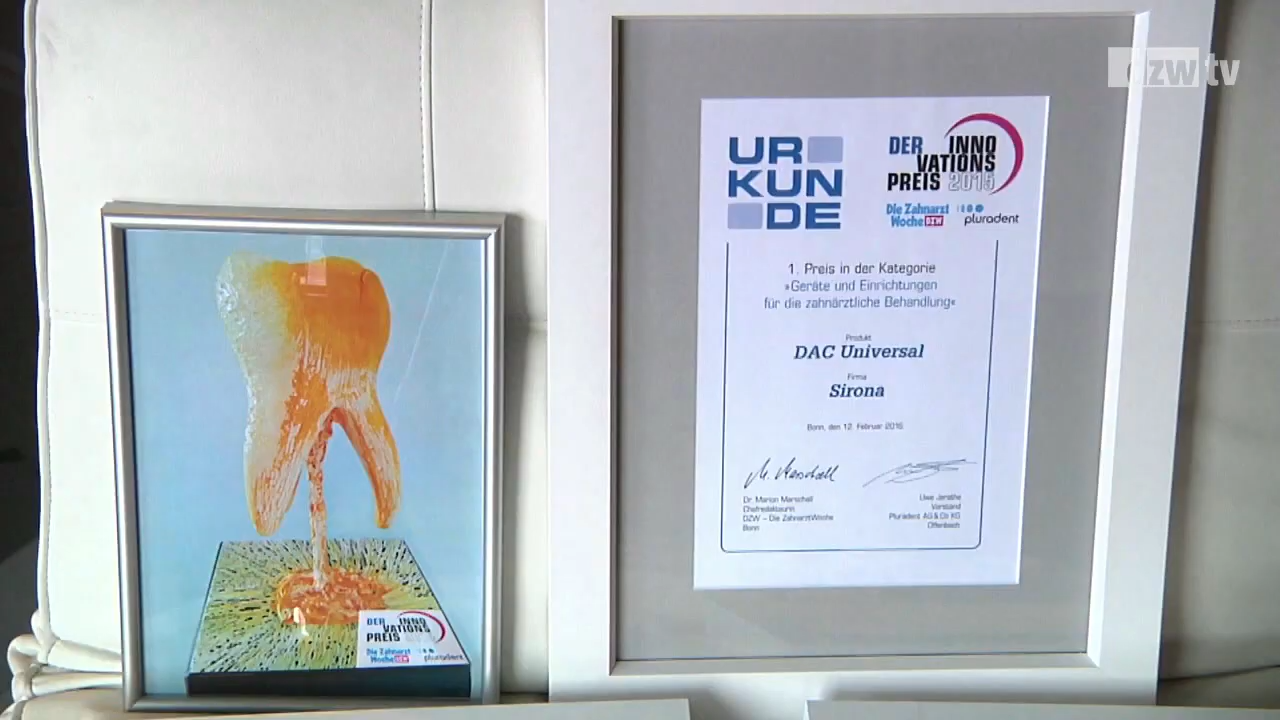 dzw tv
UR
KUN
DE
DER INNO
VATIONS
PREIS 2015
Die Zahnarzt
Woche DZW
pluradent
1. Preis in der Kategorie
»Geräte und Einrichtungen
für die zahnärztliche Behandlung«
Produkt
DAC Universal
Firma
Sirona
Bonn, den 12. Februar 2015
M. Marschall
Dr. Marion Marschall
Chefredakteurin
DZW – Die ZahnarztWoche
Bonn
Uwe Jerathe
Vorstand
Pluradent AG & Co KG
Offenbach
DER INNO
VATIONS
PREIS
Die Zahnarzt
Woche DZW
pluradent